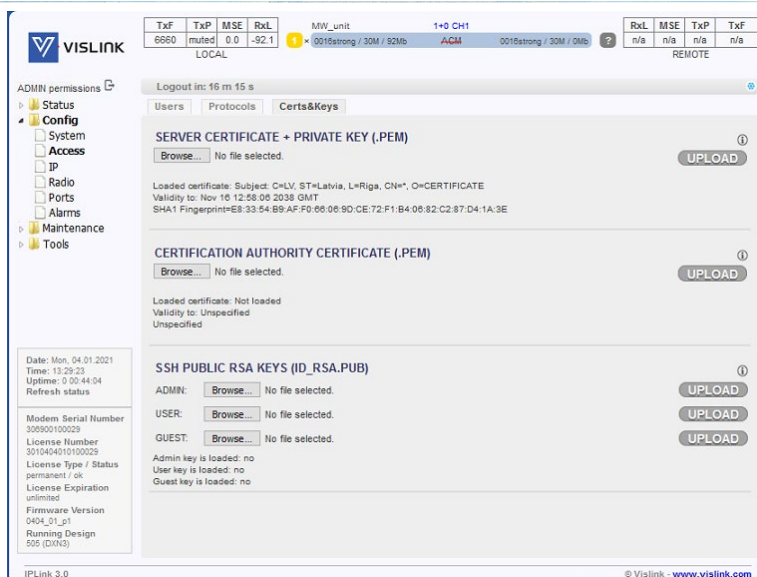 TxF TxP MSE RxL
6660 muted 0.0 -92.1
LOCAL
MW_unit 1+0 CH1
1 × 0016strong / 30M / 92Mb ACM 0016strong / 30M / 0Mb ?
RxL MSE TxP TxF
n/a n/a n/a n/a
REMOTE
VISLINK
ADMIN permissions
Status
Config
System
Access
IP
Radio
Ports
Alarms
Maintenance
Tools
Date: Mon, 04.01.2021
Time: 13:29:23
Uptime: 0 00:44:04
Refresh status
Modem Serial Number
306900100029
License Number
3010404010100029
License Type / Status
permanent / ok
License Expiration
unlimited
Firmware Version
0404_01_p1
Running Design
505 (DXN3)
Logout in: 16 m 15 s
Users Protocols Certs&Keys
SERVER CERTIFICATE + PRIVATE KEY (.PEM)
Browse... No file selected. UPLOAD
Loaded certificate: Subject: C=LV, ST=Latvia, L=Riga, CN=*, O=CERTIFICATE
Validity to: Nov 16 12:58:06 2038 GMT
SHA1 Fingerprint=E8:33:54:B9:AF:F0:66:06:9D:CE:72:F1:B4:06:82:C2:87:D4:1A:3E
CERTIFICATION AUTHORITY CERTIFICATE (.PEM)
Browse... No file selected. UPLOAD
Loaded certificate: Not loaded
Validity to: Unspecified
Unspecified
SSH PUBLIC RSA KEYS (ID_RSA.PUB)
ADMIN: Browse... No file selected. UPLOAD
USER: Browse... No file selected. UPLOAD
GUEST: Browse... No file selected. UPLOAD
Admin key is loaded: no
User key is loaded: no
Guest key is loaded: no
IPLink 3.0 © Vislink - www.vislink.com